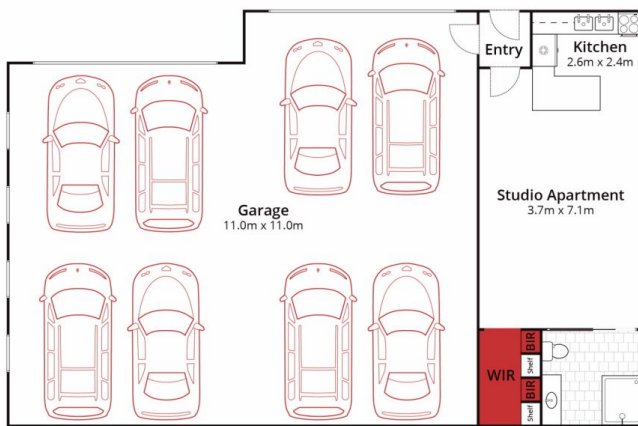 Entry
Kitchen
2.6m x 2.4m
Studio Apartment
3.7m x 7.1m
Garage
11.0m x 11.0m
WIR
BIR
Shelf
BIR
Shelf